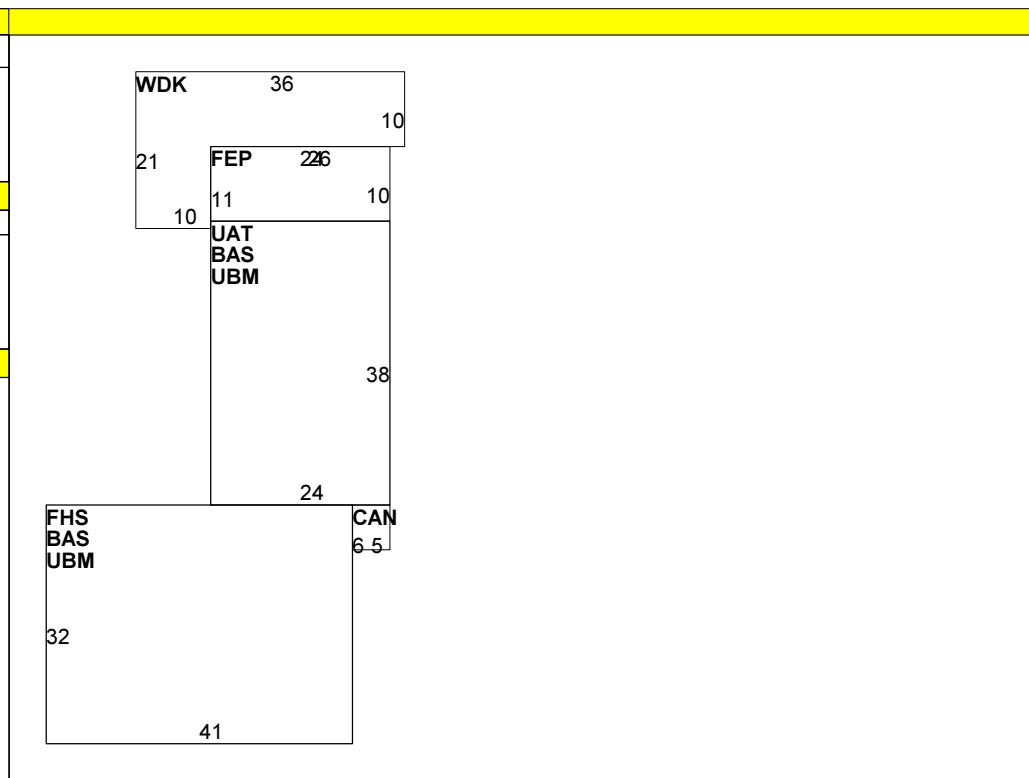 WDK 36
10
21 FEP 24 26
11 10
10
UAT
BAS
UBM
38
24
FHS CAN
BAS
UBM 6 5
32
41